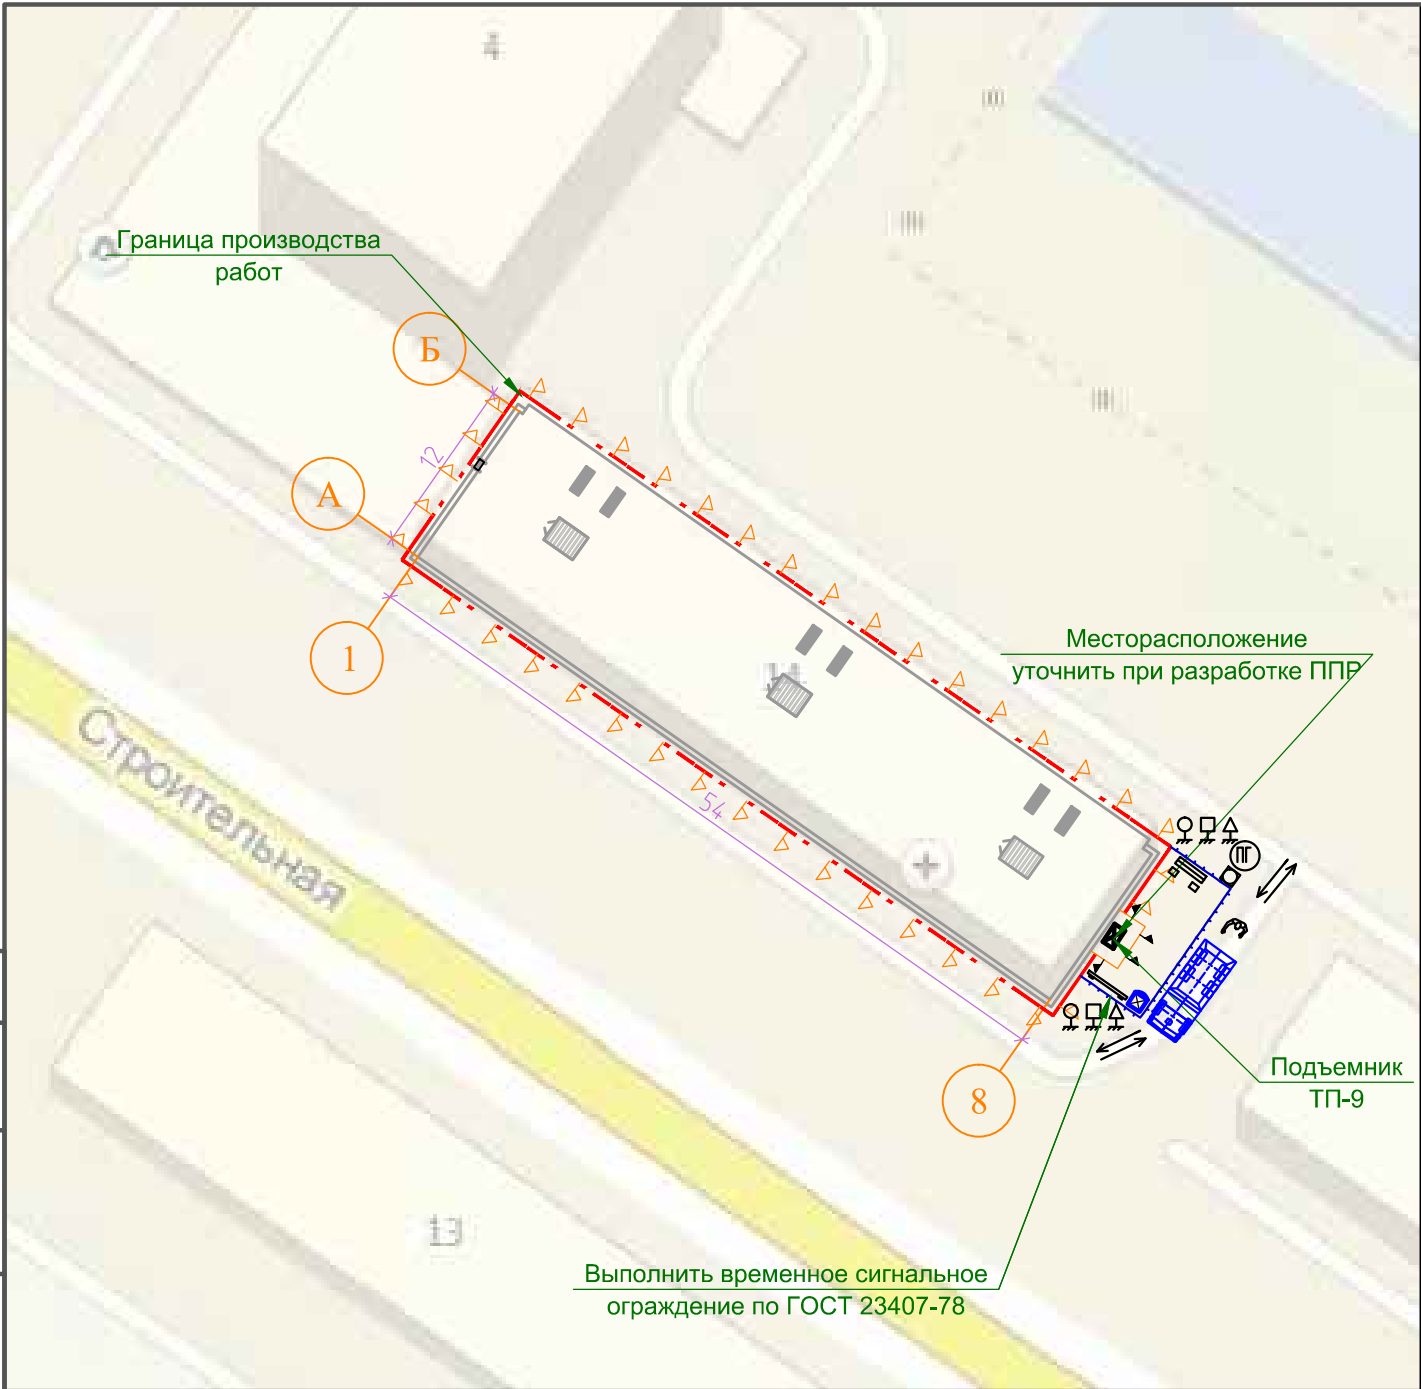 4
Граница производства
работ
Б
12
А
1
Месторасположение
уточнить при разработке ППР
Строительная
54
ПГ
8
Подъемник
ТП-9
13
Выполнить временное сигнальное
ограждение по ГОСТ 23407-78